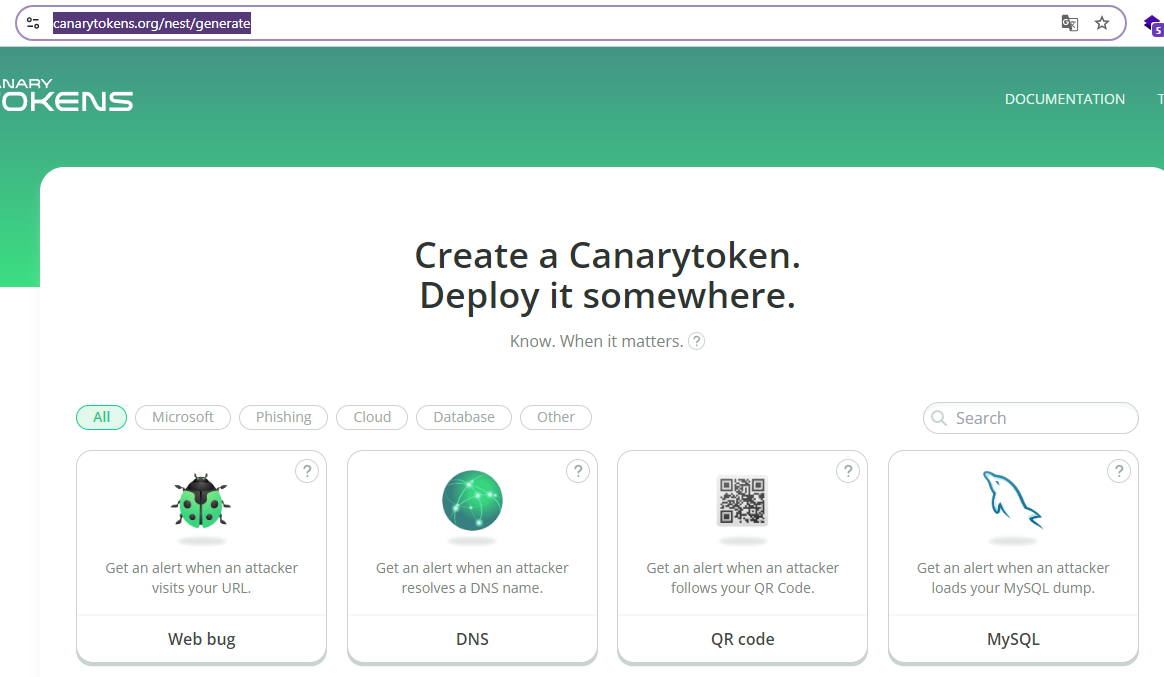 canarytokens.org/nest/generate
5
NARY
OKENS
DOCUMENTATION
T
Create a Canarytoken.
Deploy it somewhere.
Know. When it matters. ?
All Microsoft Phishing Cloud Database Other Search
?
Get an alert when an attacker
visits your URL.
Web bug
?
Get an alert when an attacker
resolves a DNS name.
DNS
?
Get an alert when an attacker
follows your QR Code.
QR code
?
Get an alert when an attacker
loads your MySQL dump.
MySQL